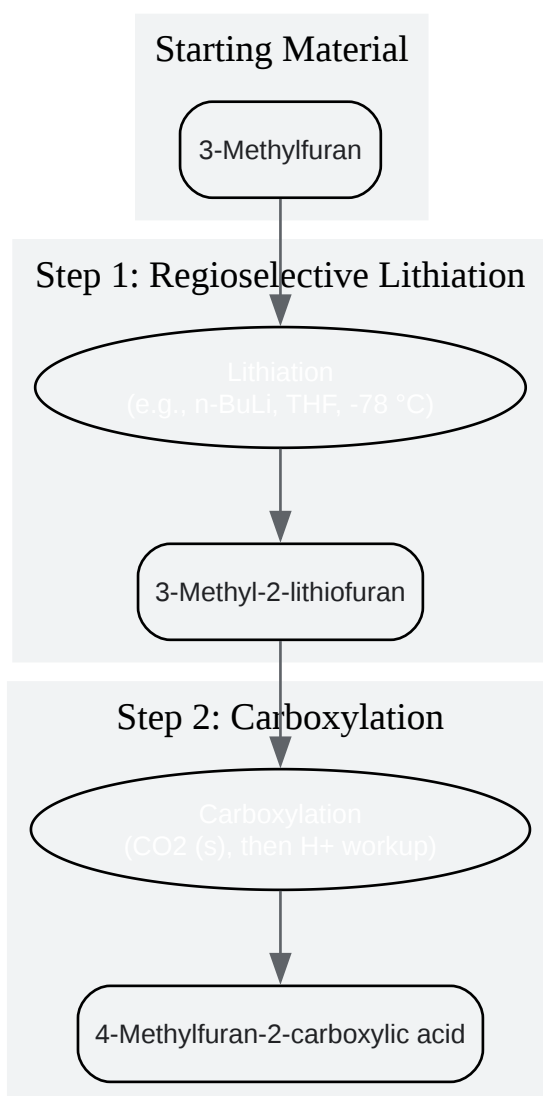 Starting Material
3-Methylfuran
Step 1: Regioselective Lithiation
Lithiation
(e.g., n-BuLi, THF, -78 °C)
3-Methyl-2-lithiofuran
Step 2: Carboxylation
Carboxylation
(CO2 (s), then H+ workup)
4-Methylfuran-2-carboxylic acid